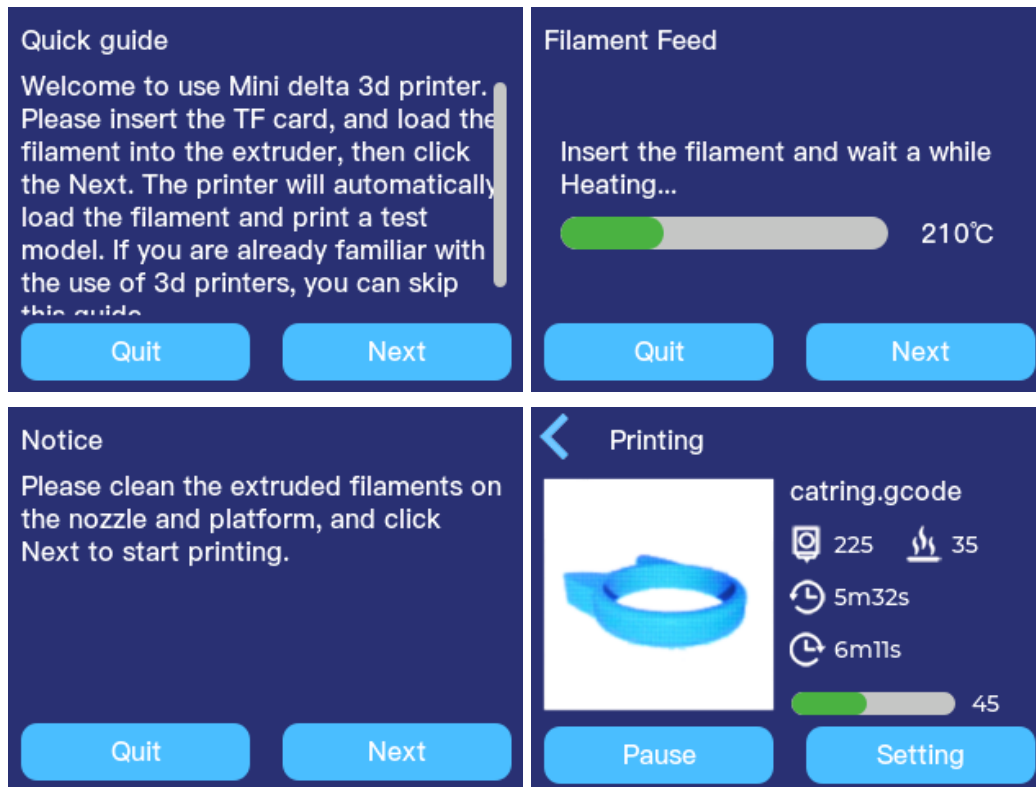 Quick guide
Welcome to use Mini delta 3d printer.
Please insert the TF card, and load the
filament into the extruder, then click
the Next. The printer will automatically
load the filament and print a test
model. If you are already familiar with
the use of 3d printers, you can skip
this guide
Quit
Next
Filament Feed
Insert the filament and wait a while
Heating...
210℃
Quit
Next
Notice
Please clean the extruded filaments on
the nozzle and platform, and click
Next to start printing.
Quit
Next
Printing
catring.gcode
225
35
5m32s
6m11s
45
Pause
Setting